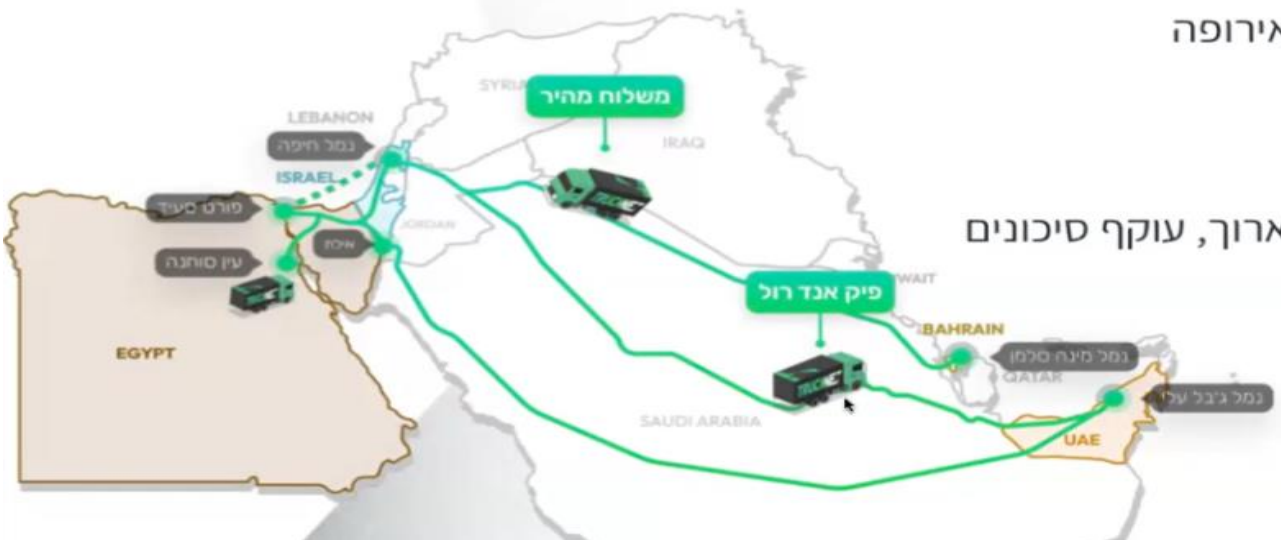 אירופה
ארוך, עוקף סיכונים
SYRIA
משלוח מהיר
LEBANON
IRAQ
נמל חיפה
ISRAEL
פורט סעיד
JORDAN
אילת
עין סוחנה
פיק אנד רול
BAHRAIN
נמל מינה סלמן
EGYPT
QATAR
נמל ג'בל עלי
SAUDI ARABIA
UAE